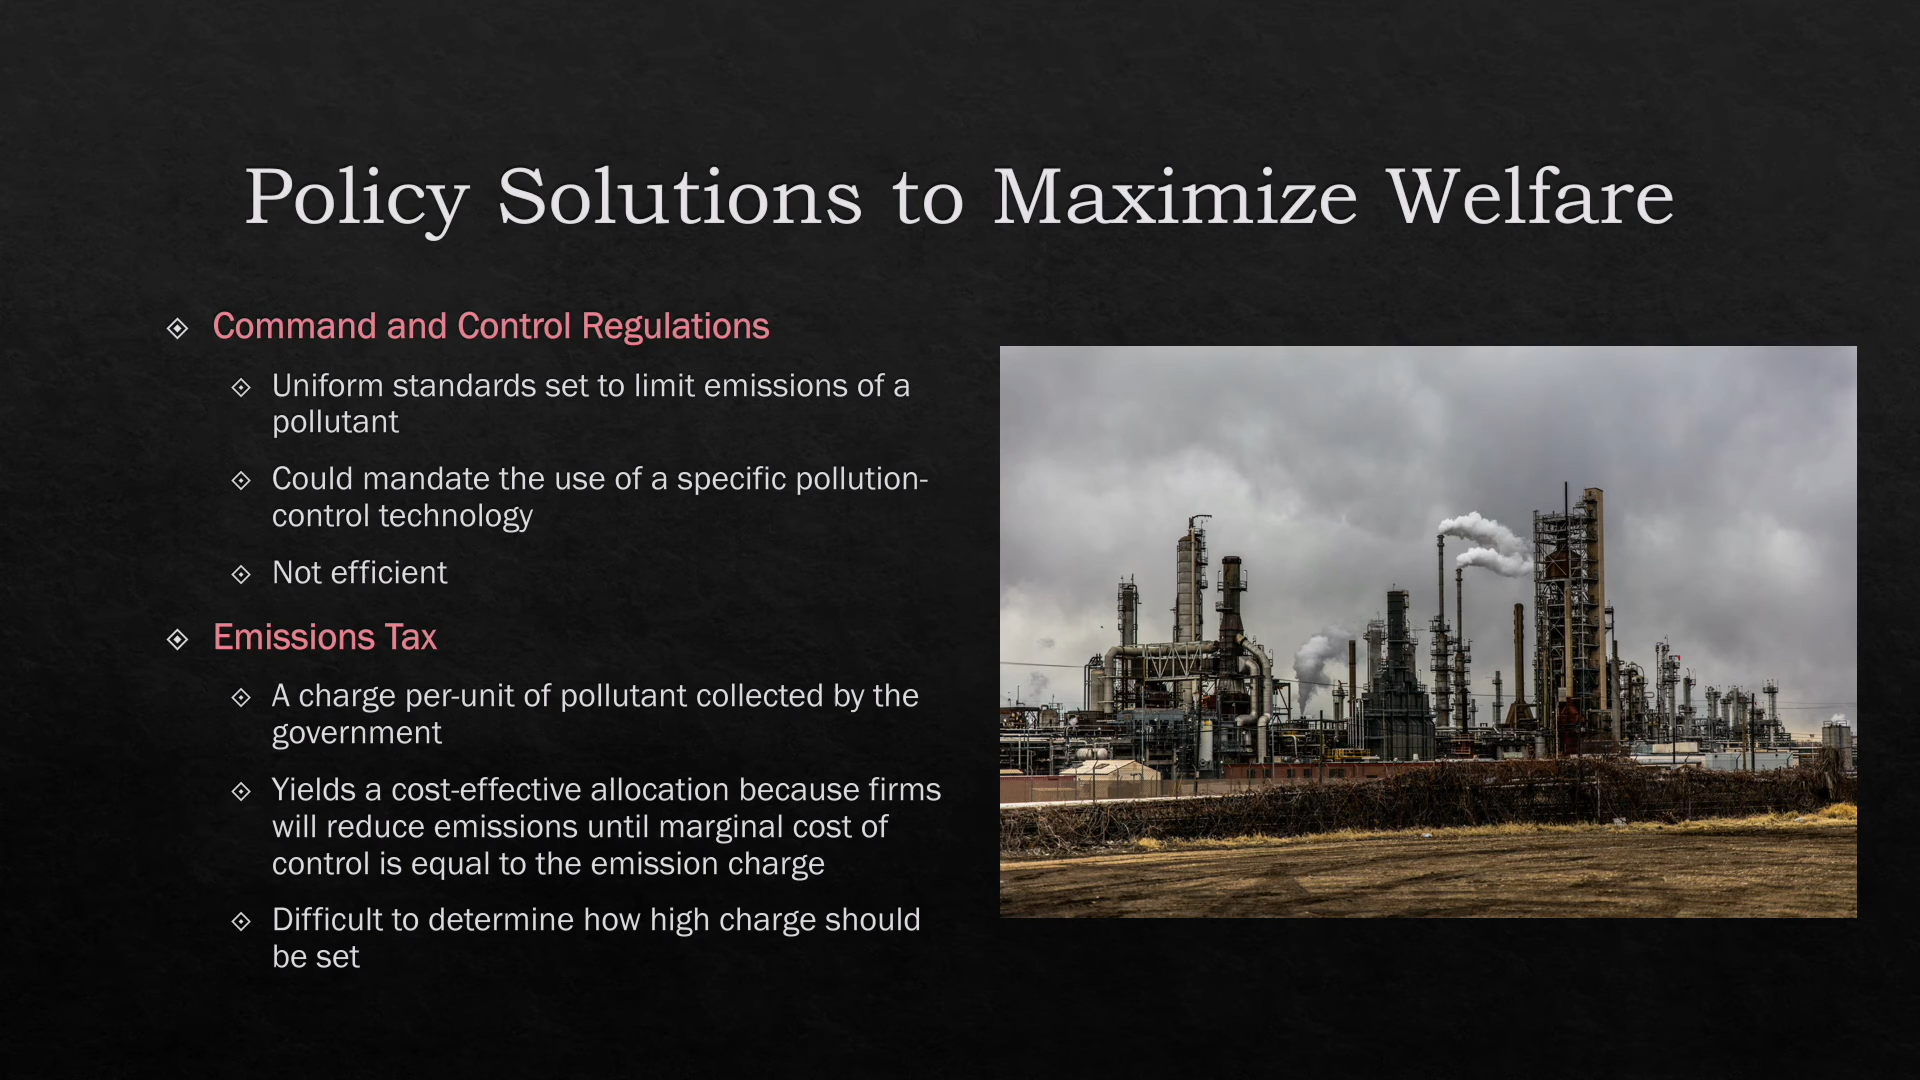 Policy Solutions to Maximize Welfare
Command and Control Regulations
Uniform standards set to limit emissions of a
pollutant
Could mandate the use of a specific pollution-
control technology
Not efficient
Emissions Tax
A charge per-unit of pollutant collected by the
government
Yields a cost-effective allocation because firms
will reduce emissions until marginal cost of
control is equal to the emission charge
Difficult to determine how high charge should
be set